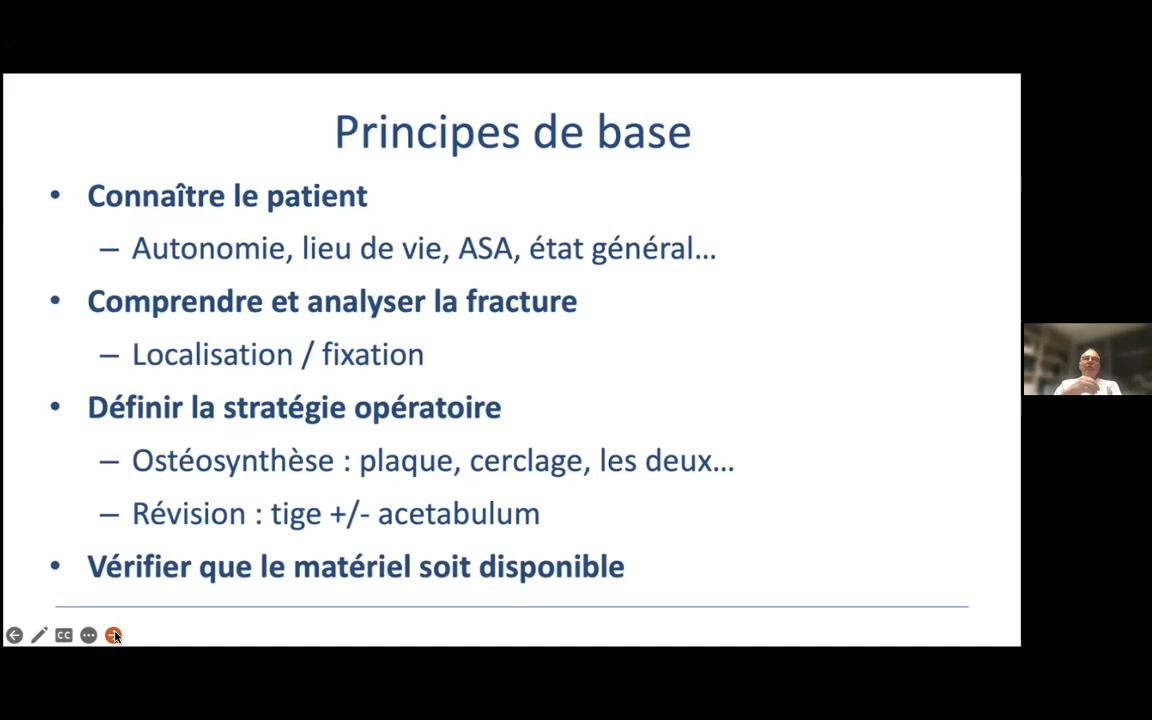 Principes de base
• Connaître le patient
– Autonomie, lieu de vie, ASA, état général…
• Comprendre et analyser la fracture
– Localisation / fixation
• Définir la stratégie opératoire
– Ostéosynthèse : plaque, cerclage, les deux…
– Révision : tige +/- acetabulum
• Vérifier que le matériel soit disponible
CC